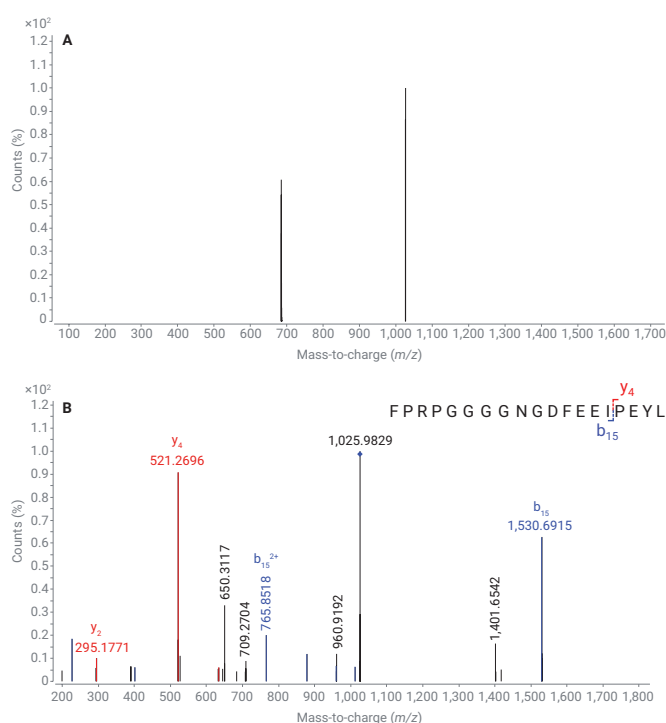 ×10²
A
1.2
1.1
1.0
0.9
0.8
0.7
0.6
0.5
0.4
0.3
0.2
0.1
0
Counts (%)
100 200 300 400 500 600 700 800 900 1,000 1,100 1,200 1,300 1,400 1,500 1,600 1,700
Mass-to-charge (m/z)
×10²
B
F P R P G G G G N G D F E E I P E Y L
y₄
b₁₅
1.2
1.1
1.0
0.9
0.8
0.7
0.6
0.5
0.4
0.3
0.2
0.1
0
Counts (%)
y₂
295.1771
y₄
521.2696
650.3117
709.2704
b₁₅²⁺
765.8518
960.9192
1,025.9829
1,401.6542
b₁₅
1,530.6915
200 300 400 500 600 700 800 900 1,000 1,100 1,200 1,300 1,400 1,500 1,600 1,700 1,800
Mass-to-charge (m/z)